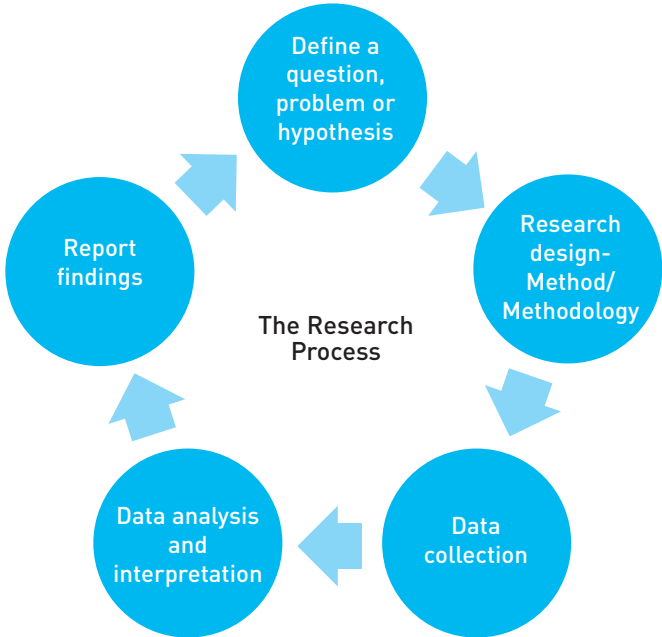 Define a
question,
problem or
hypothesis
Research
design-
Method/
Methodology
Data
collection
Data analysis
and
interpretation
Report
findings
The Research
Process